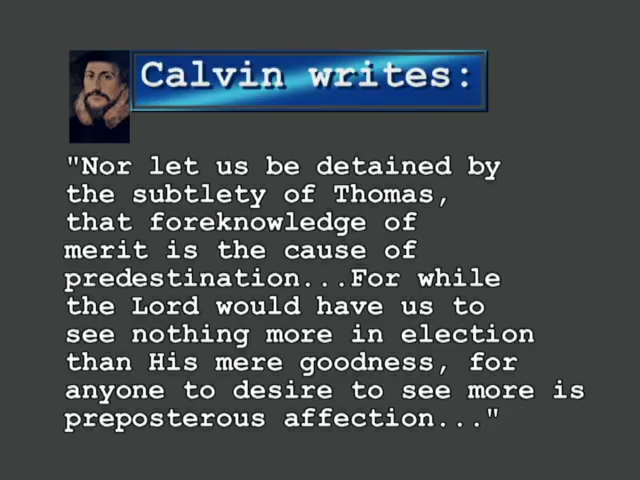 Calvin writes:
"Nor let us be detained by
the subtlety of Thomas,
that foreknowledge of
merit is the cause of
predestination...For while
the Lord would have us to
see nothing more in election
than His mere goodness, for
anyone to desire to see more is
preposterous affection..."